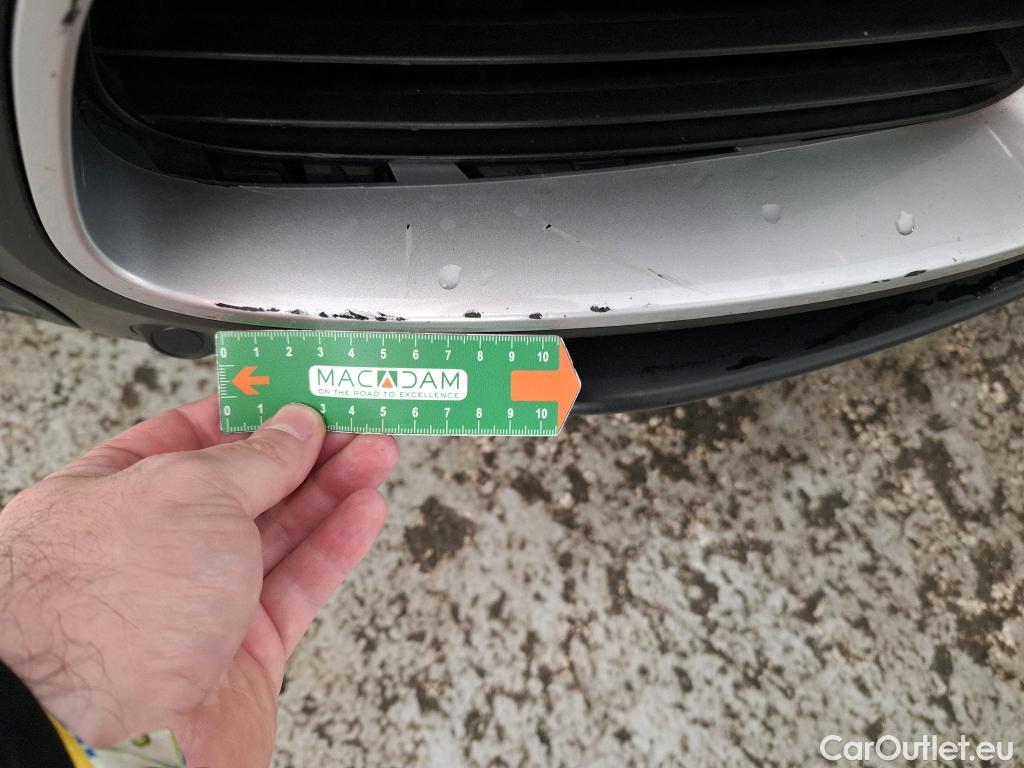 0 1 2 3 4 5 6 7 8 9 10
MACADAM
ON THE ROAD TO EXCELLENCE
0 1 3 4 5 6 7 8 9 10
CarOutlet.eu